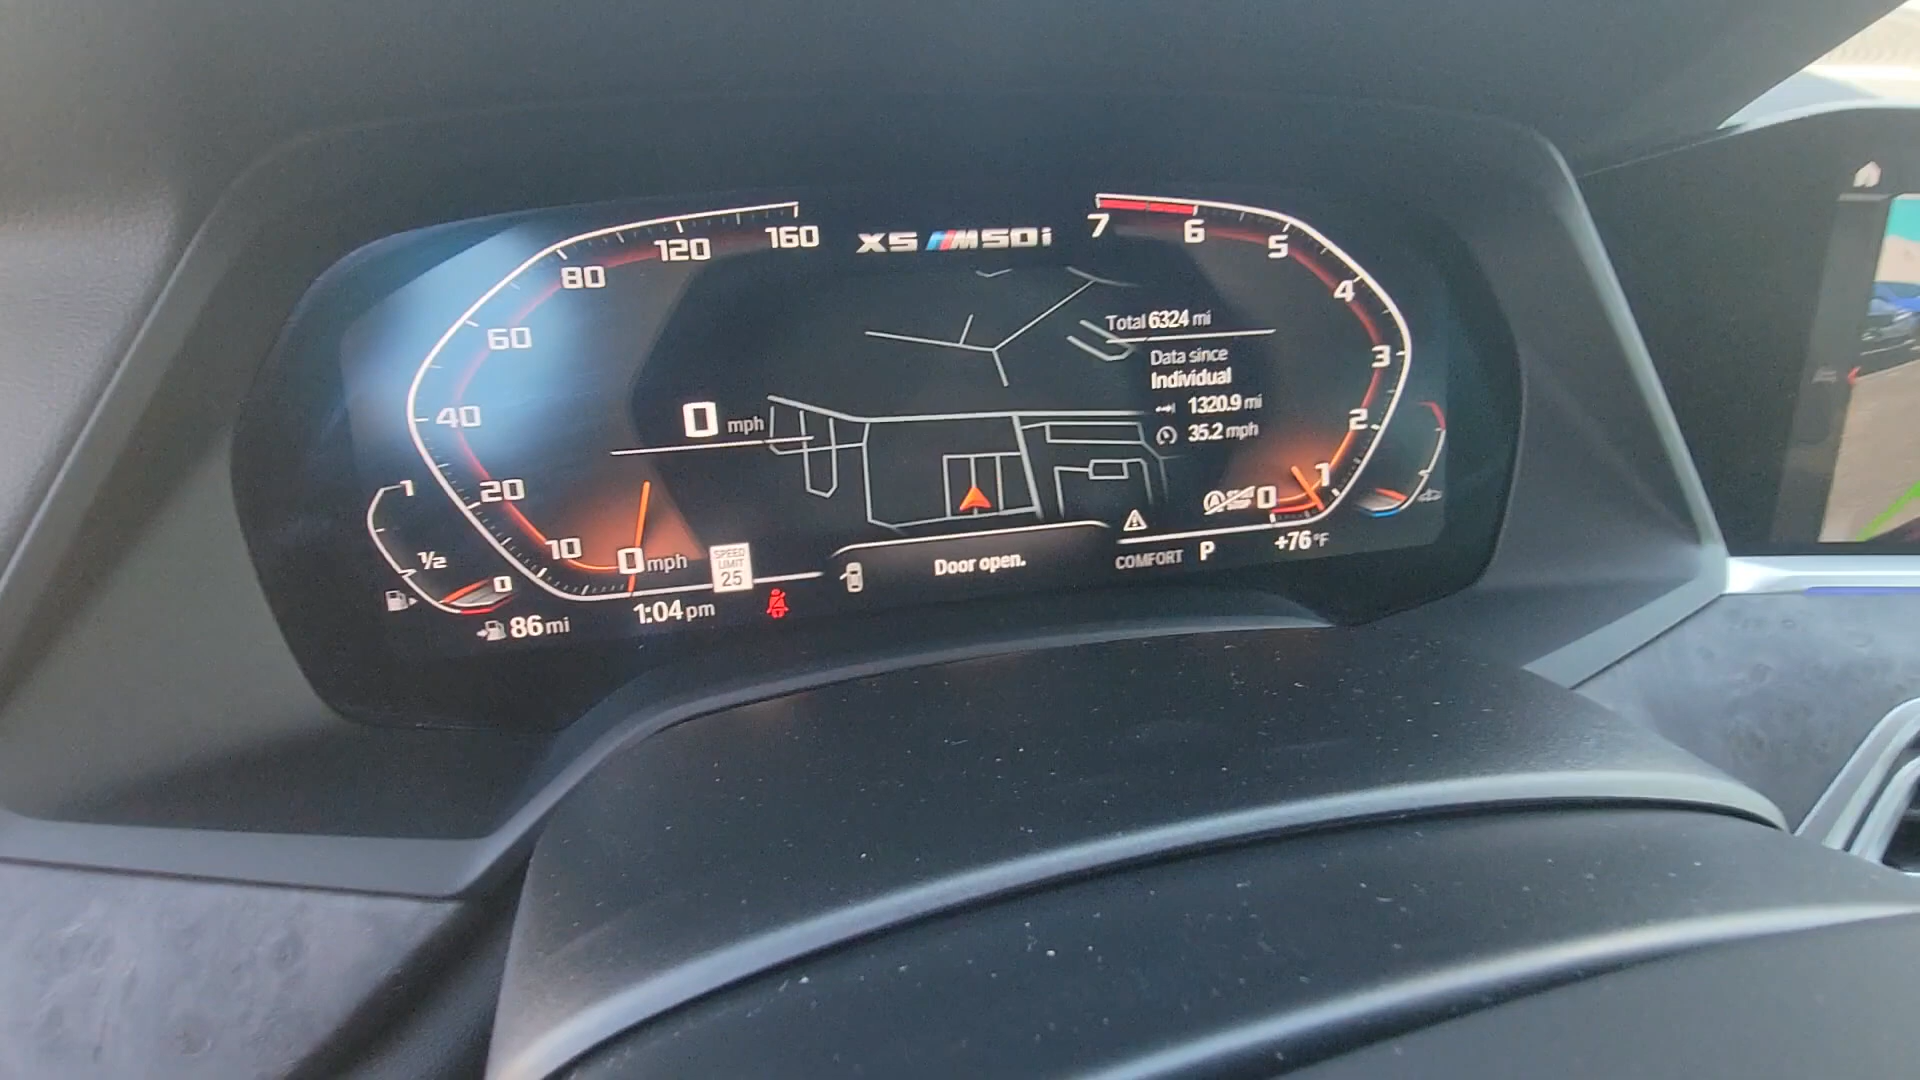 X5 M50i
160
120
80
60
40
20
10
0 mph
0 mph
1
1/2
0
86 mi
1:04 pm
SPEED
LIMIT
25
Door open.
Total 6324 mi
Data since
Individual
1320.9 mi
35.2 mph
7
6
5
4
3
2
1
0
COMFORT P
+76 °F